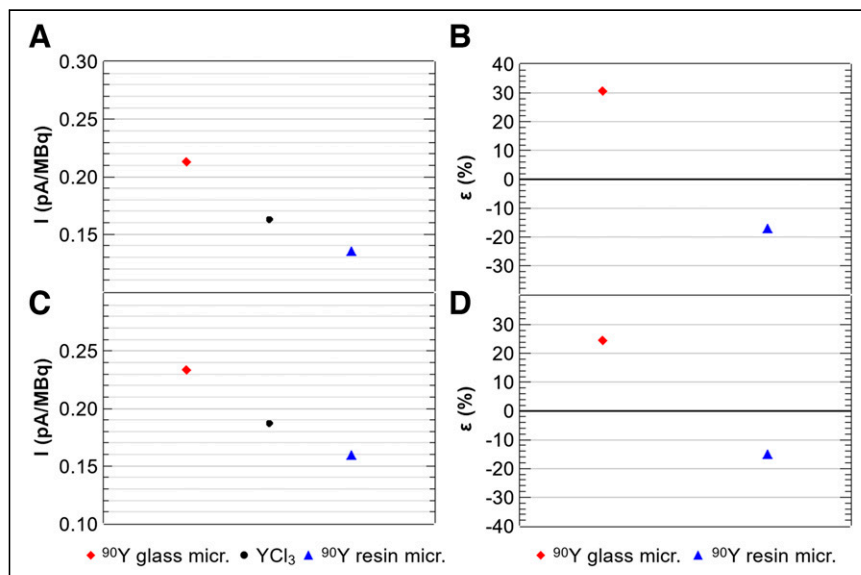 A
0.30
0.25
0.20
0.15
I (pA/MBq)
B
40
30
20
10
0
-10
-20
-30
ε (%)
C
0.25
0.20
0.15
0.10
I (pA/MBq)
D
30
20
10
0
-10
-20
-30
-40
ε (%)
⁹⁰Y glass micr. YCl₃ ⁹⁰Y resin micr.
⁹⁰Y glass micr. ⁹⁰Y resin micr.